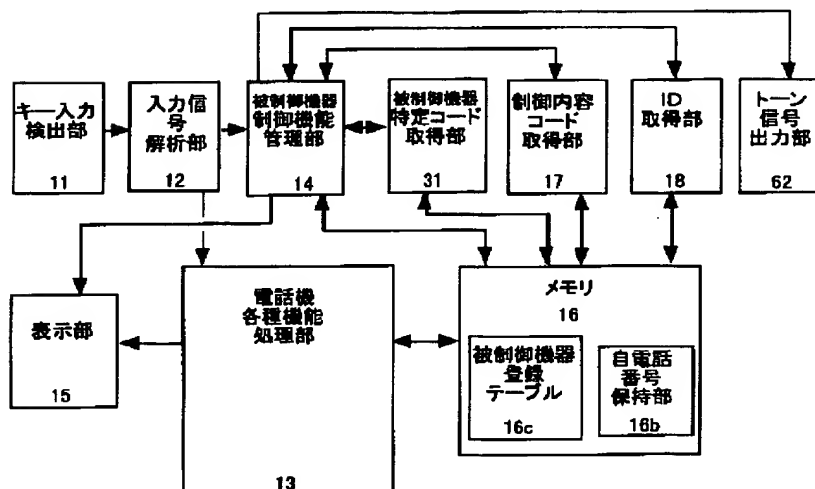 キー入力
検出部
11
入力信
号
解析部
12
被制御機器
制御機能
管理部
14
被制御機器
特定コード
取得部
31
制御内容
コード
取得部
17
ID
取得部
18
トーン
信号
出力部
62
表示部
15
電話機
各種機能
処理部
13
メモリ
16
被制御機器
登録
テーブル
16c
自電話
番号
保持部
16b